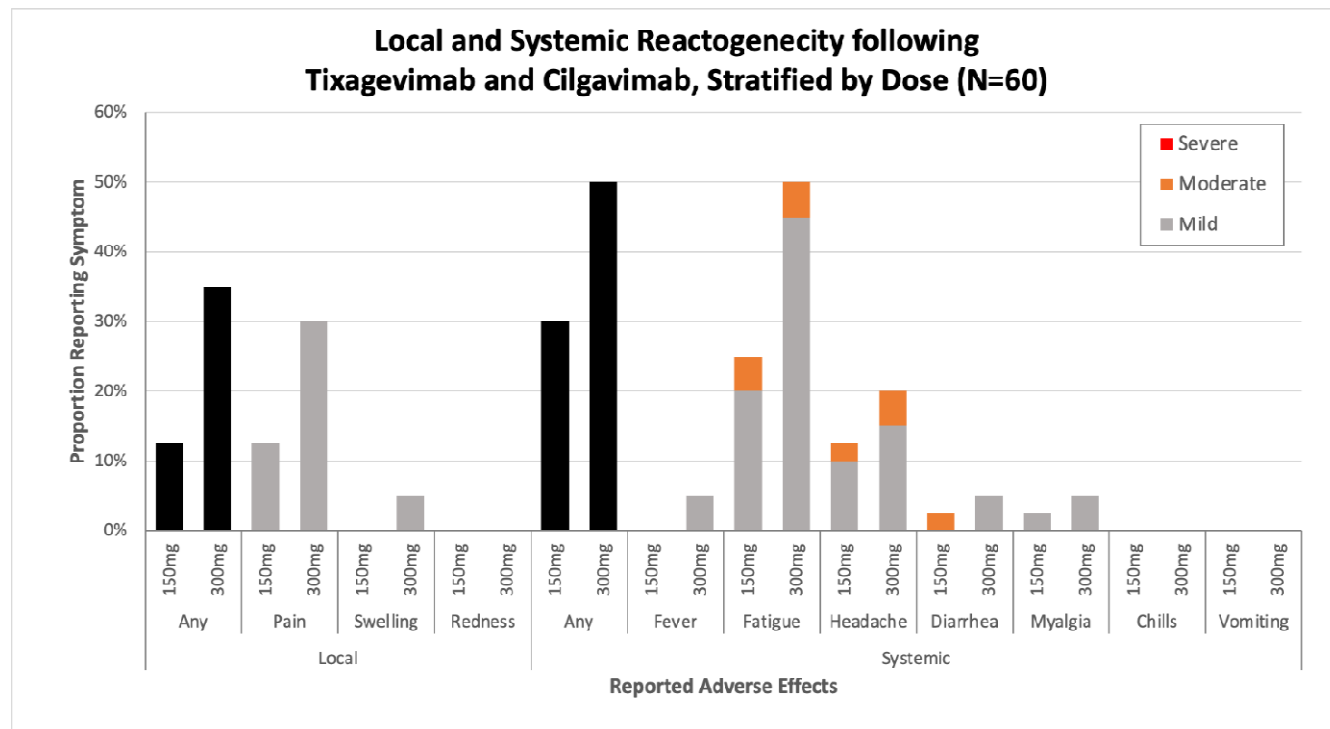 Local and Systemic Reactogenecity following
Tixagevimab and Cilgavimab, Stratified by Dose (N=60)
Severe
Moderate
Mild
Proportion Reporting Symptom
60%
50%
40%
30%
20%
10%
0%
150mg 300mg 150mg 300mg 150mg 300mg 150mg 300mg 150mg 300mg 150mg 300mg 150mg 300mg 150mg 300mg 150mg 300mg 150mg 300mg 150mg 300mg 150mg 300mg
Any Pain Swelling Redness Any Fever Fatigue Headache Diarrhea Myalgia Chills Vomiting
Local Systemic
Reported Adverse Effects